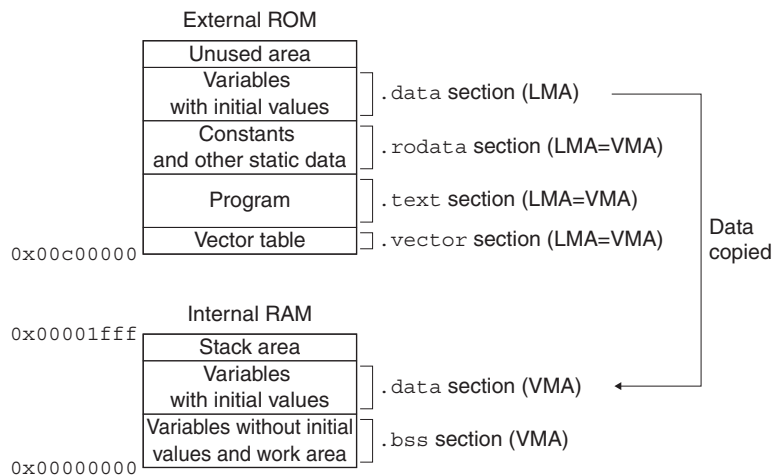 External ROM
Unused area
Variables
with initial values
.data section (LMA)
Constants
and other static data
.rodata section (LMA=VMA)
Program
.text section (LMA=VMA)
Vector table
.vector section (LMA=VMA)
0x00c00000
Data
copied
Internal RAM
0x00001fff
Stack area
Variables
with initial values
.data section (VMA)
Variables without initial
values and work area
.bss section (VMA)
0x00000000